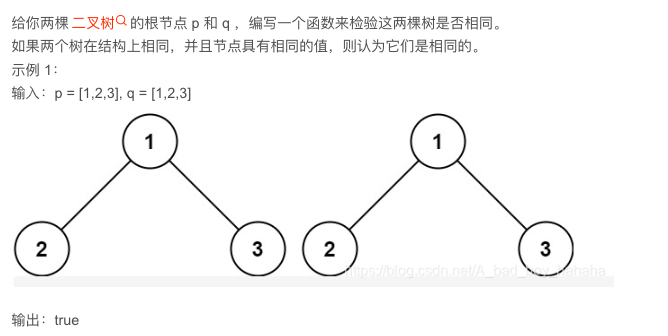 给你两棵 二叉树 的根节点 p 和 q ，编写一个函数来检验这两棵树是否相同。
如果两个树在结构上相同，并且节点具有相同的值，则认为它们是相同的。
示例 1：
输入：p = [1,2,3], q = [1,2,3]
1 1
2 3 2 3
https://blog.csdn.net/A_bad_boy_hahaha
输出：true